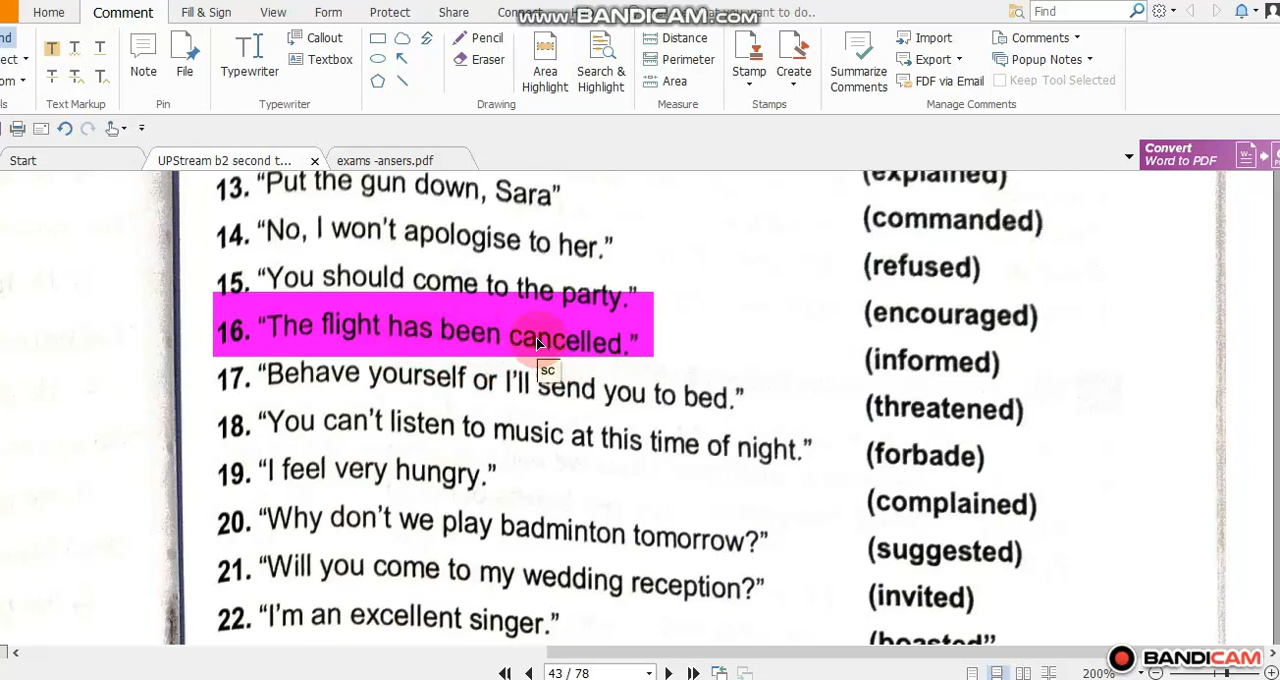 Home Comment Fill & Sign View Form Protect Share Connect www.BANDICAM.com want to do.. Find
Callout Pencil Distance Import Comments
Textbox Eraser Perimeter Export Popup Notes
Note File Typewriter Area Highlight Search & Highlight Area Stamp Create Summarize Comments PDF via Email Keep Tool Selected
Text Markup Pin Typewriter Drawing Measure Stamps Manage Comments
Start UPStream b2 second t... exams -ansers.pdf Convert Word to PDF
13. "Put the gun down, Sara" (explained)
14. "No, I won't apologise to her." (commanded)
15. "You should come to the party." (refused)
16. "The flight has been cancelled." (encouraged)
sc
17. "Behave yourself or I'll send you to bed." (informed)
18. "You can't listen to music at this time of night." (threatened)
19. "I feel very hungry." (forbade)
20. "Why don't we play badminton tomorrow?" (complained)
21. "Will you come to my wedding reception?" (suggested)
22. "I'm an excellent singer." (invited)
(boasted"
BANDICAM
43 / 78 200%